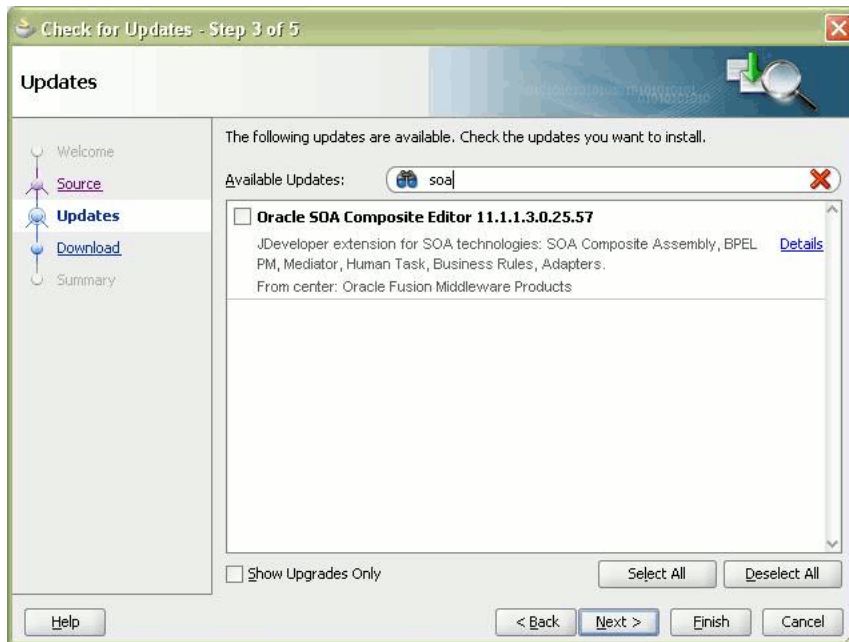 Check for Updates - Step 3 of 5
Updates
Welcome
Source
Updates
Download
Summary
The following updates are available. Check the updates you want to install.
Available Updates:
soa
Oracle SOA Composite Editor 11.1.1.3.0.25.57
JDeveloper extension for SOA technologies: SOA Composite Assembly, BPEL
Details
PM, Mediator, Human Task, Business Rules, Adapters.
From center: Oracle Fusion Middleware Products
Show Upgrades Only
Select All
Deselect All
Help
< Back
Next >
Finish
Cancel